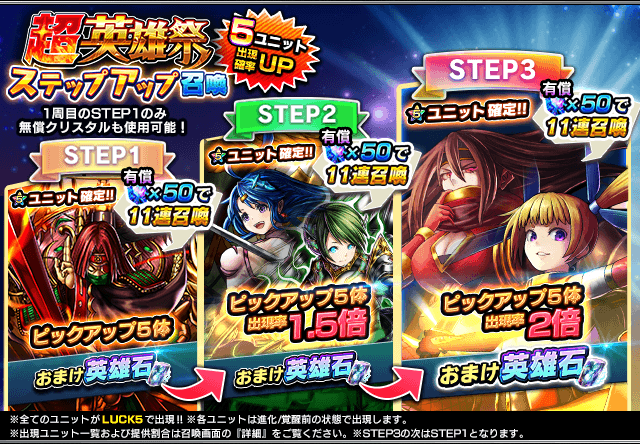 超英雄祭
ステップアップ召喚
5ユニット
出現
確率UP
1周目のSTEP1のみ
無償クリスタルも使用可能！
STEP1
ユニット確定!!
有償
×50で
11連召喚
ピックアップ5体
おまけ英雄石
STEP2
ユニット確定!!
有償
×50で
11連召喚
ピックアップ5体
出現率1.5倍
おまけ英雄石
STEP3
ユニット確定!!
有償
×50で
11連召喚
ピックアップ5体
出現率2倍
おまけ英雄石
※全てのユニットがLUCK5で出現!! ※各ユニットは進化/覚醒前の状態で出現します。
※出現ユニット一覧および提供割合は召喚画面の『詳細』をご覧ください。※STEP3の次はSTEP1となります。